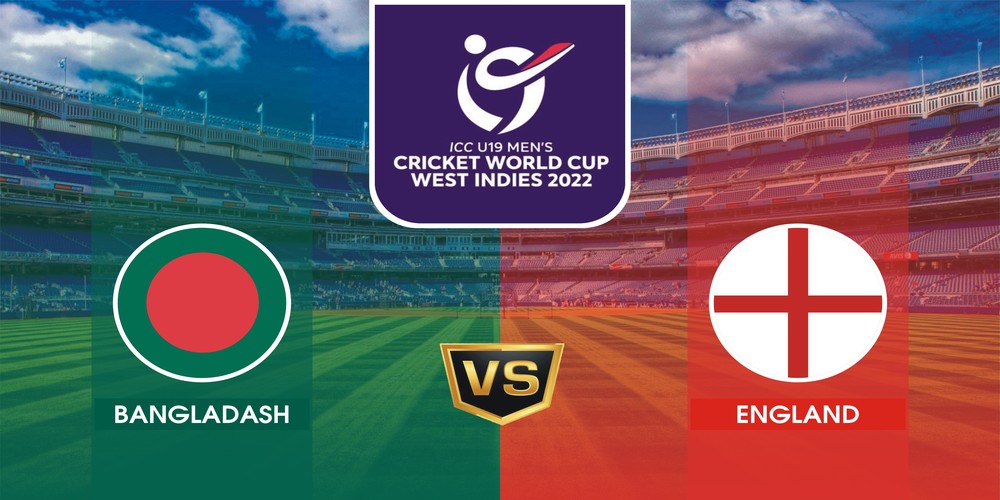 ICC U19 MEN'S
CRICKET WORLD CUP
WEST INDIES 2022
VS
BANGLADASH
ENGLAND